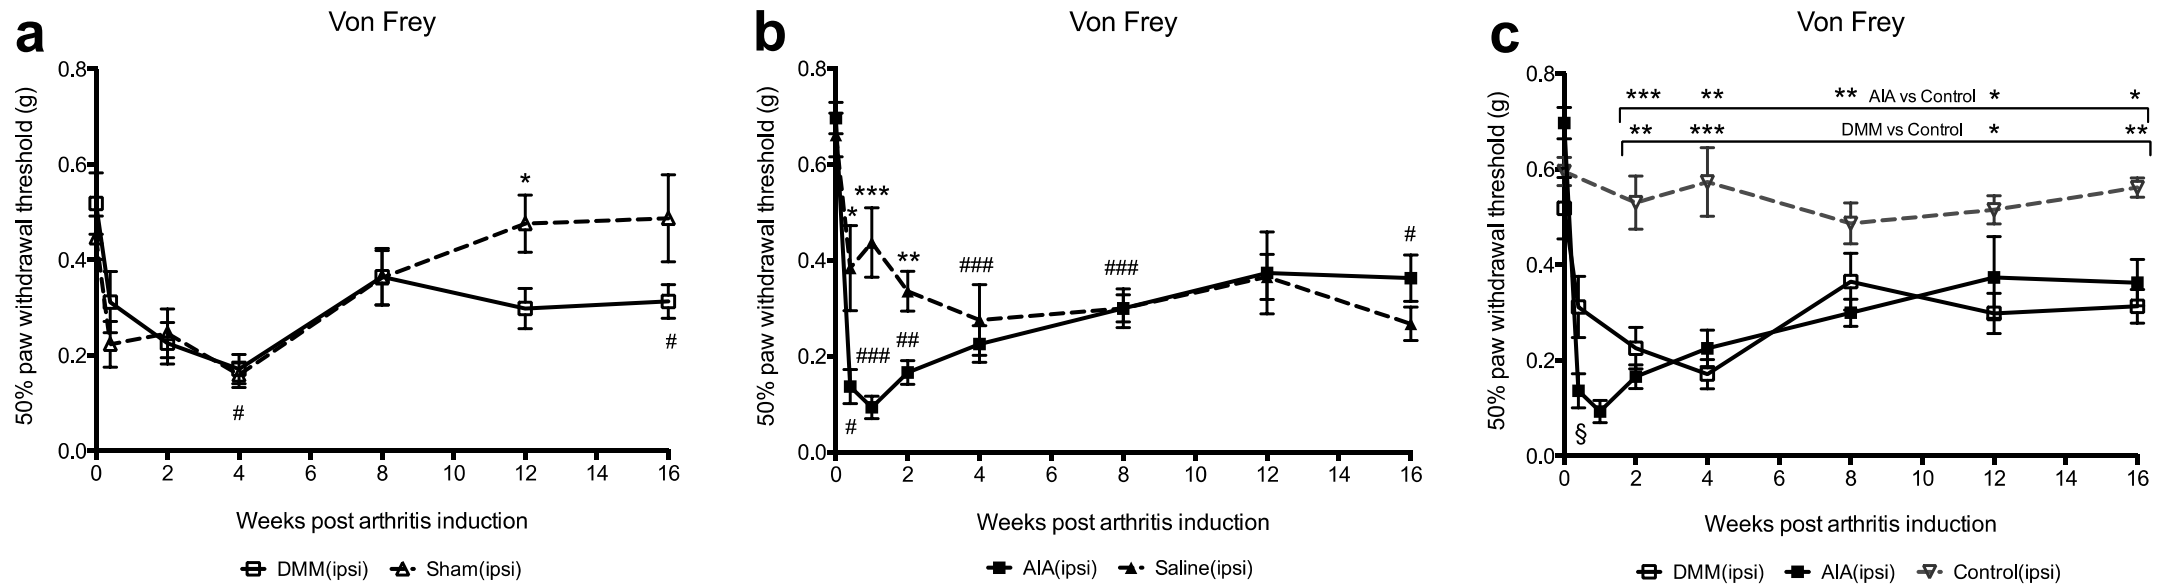 a
Von Frey
50% paw withdrawal threshold (g)
0.8
0.6
0.4
0.2
0.0
*
#
#
0 2 4 6 8 10 12 14 16
Weeks post arthritis induction
DMM(ipsi) Sham(ipsi)
b
Von Frey
50% paw withdrawal threshold (g)
0.8
0.6
0.4
0.2
0.0
***
*
**
###
###
#
##
###
#
0 2 4 6 8 10 12 14 16
Weeks post arthritis induction
AIA(ipsi) Saline(ipsi)
c
Von Frey
50% paw withdrawal threshold (g)
0.8
0.6
0.4
0.2
0.0
*** ** ** AIA vs Control * *
** *** DMM vs Control * **
§
0 2 4 6 8 10 12 14 16
Weeks post arthritis induction
DMM(ipsi) AIA(ipsi) Control(ipsi)